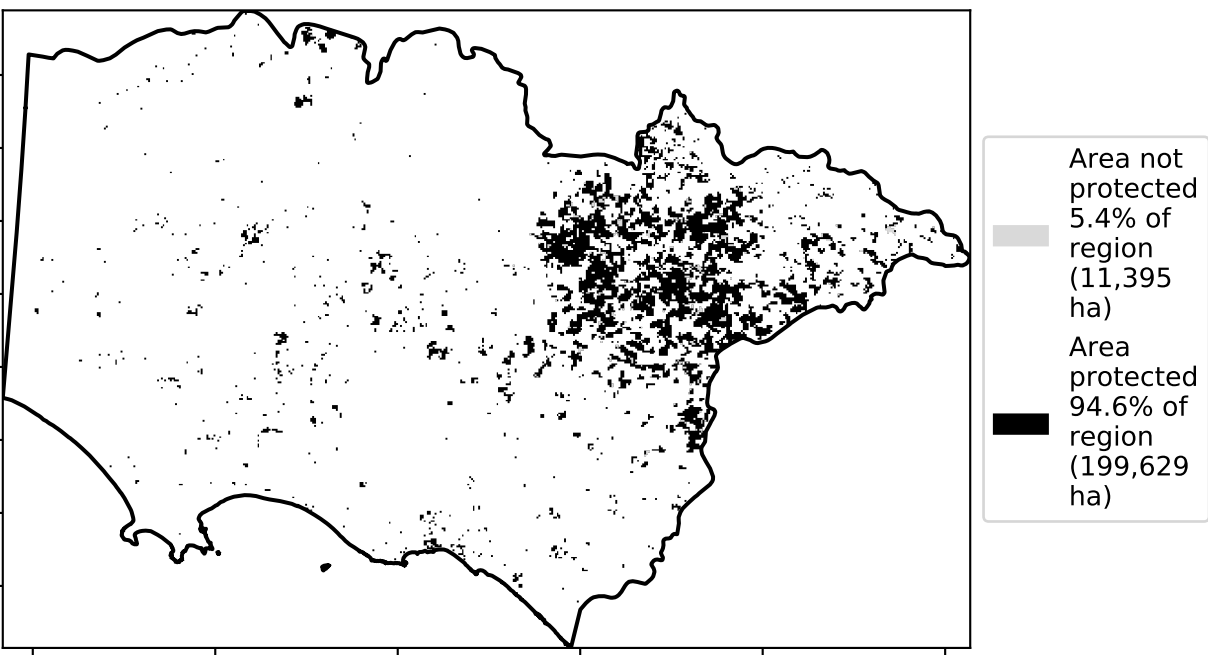 Area not
protected
5.4% of
region
(11,395
ha)
Area
protected
94.6% of
region
(199,629
ha)